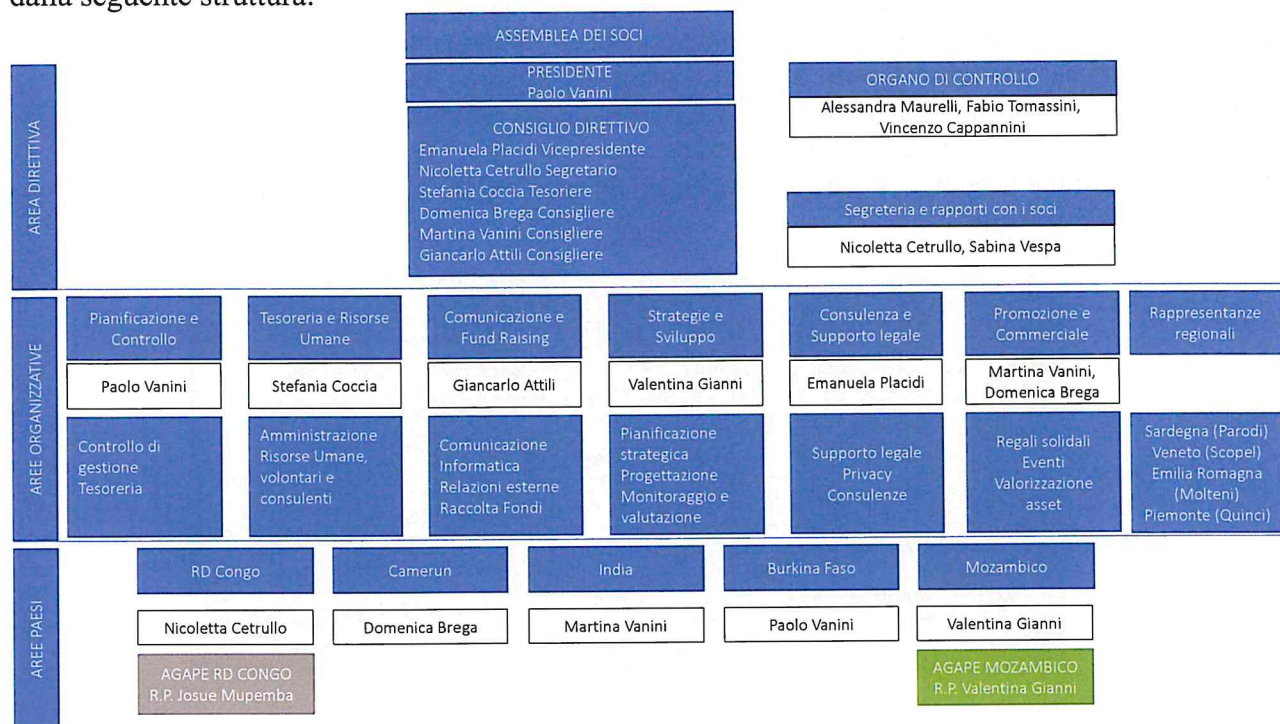 dalla seguente struttura:
ASSEMBLEA DEI SOCI
PRESIDENTE
Paolo Vanini
CONSIGLIO DIRETTIVO
Emanuela Placidi Vicepresidente
Nicoletta Cetrullo Segretario
Stefania Coccia Tesoriere
Domenica Brega Consigliere
Martina Vanini Consigliere
Giancarlo Attili Consigliere
ORGANO DI CONTROLLO
Alessandra Maurelli, Fabio Tomassini,
Vincenzo Cappannini
Segreteria e rapporti con i soci
Nicoletta Cetrullo, Sabina Vespa
AREA DIRETTIVA
AREE ORGANIZZATIVE
Pianificazione e
Controllo
Paolo Vanini
Controllo di
gestione
Tesoreria
Tesoreria e Risorse
Umane
Stefania Coccia
Amministrazione
Risorse Umane,
volontari e
consulenti
Comunicazione e
Fund Raising
Giancarlo Attili
Comunicazione
Informatica
Relazioni esterne
Raccolta Fondi
Strategie e
Sviluppo
Valentina Gianni
Pianificazione
strategica
Progettazione
Monitoraggio e
valutazione
Consulenza e
Supporto legale
Emanuela Placidi
Supporto legale
Privacy
Consulenze
Promozione e
Commerciale
Martina Vanini,
Domenica Brega
Regali solidali
Eventi
Valorizzazione
asset
Rappresentanze
regionali
Sardegna (Parodi)
Veneto (Scopel)
Emilia Romagna
(Molteni)
Piemonte (Quinci)
AREE PAESI
RD Congo
Nicoletta Cetrullo
AGAPE RD CONGO
R.P. Josue Mupemba
Camerun
Domenica Brega
India
Martina Vanini
Burkina Faso
Paolo Vanini
Mozambico
Valentina Gianni
AGAPE MOZAMBICO
R.P. Valentina Gianni